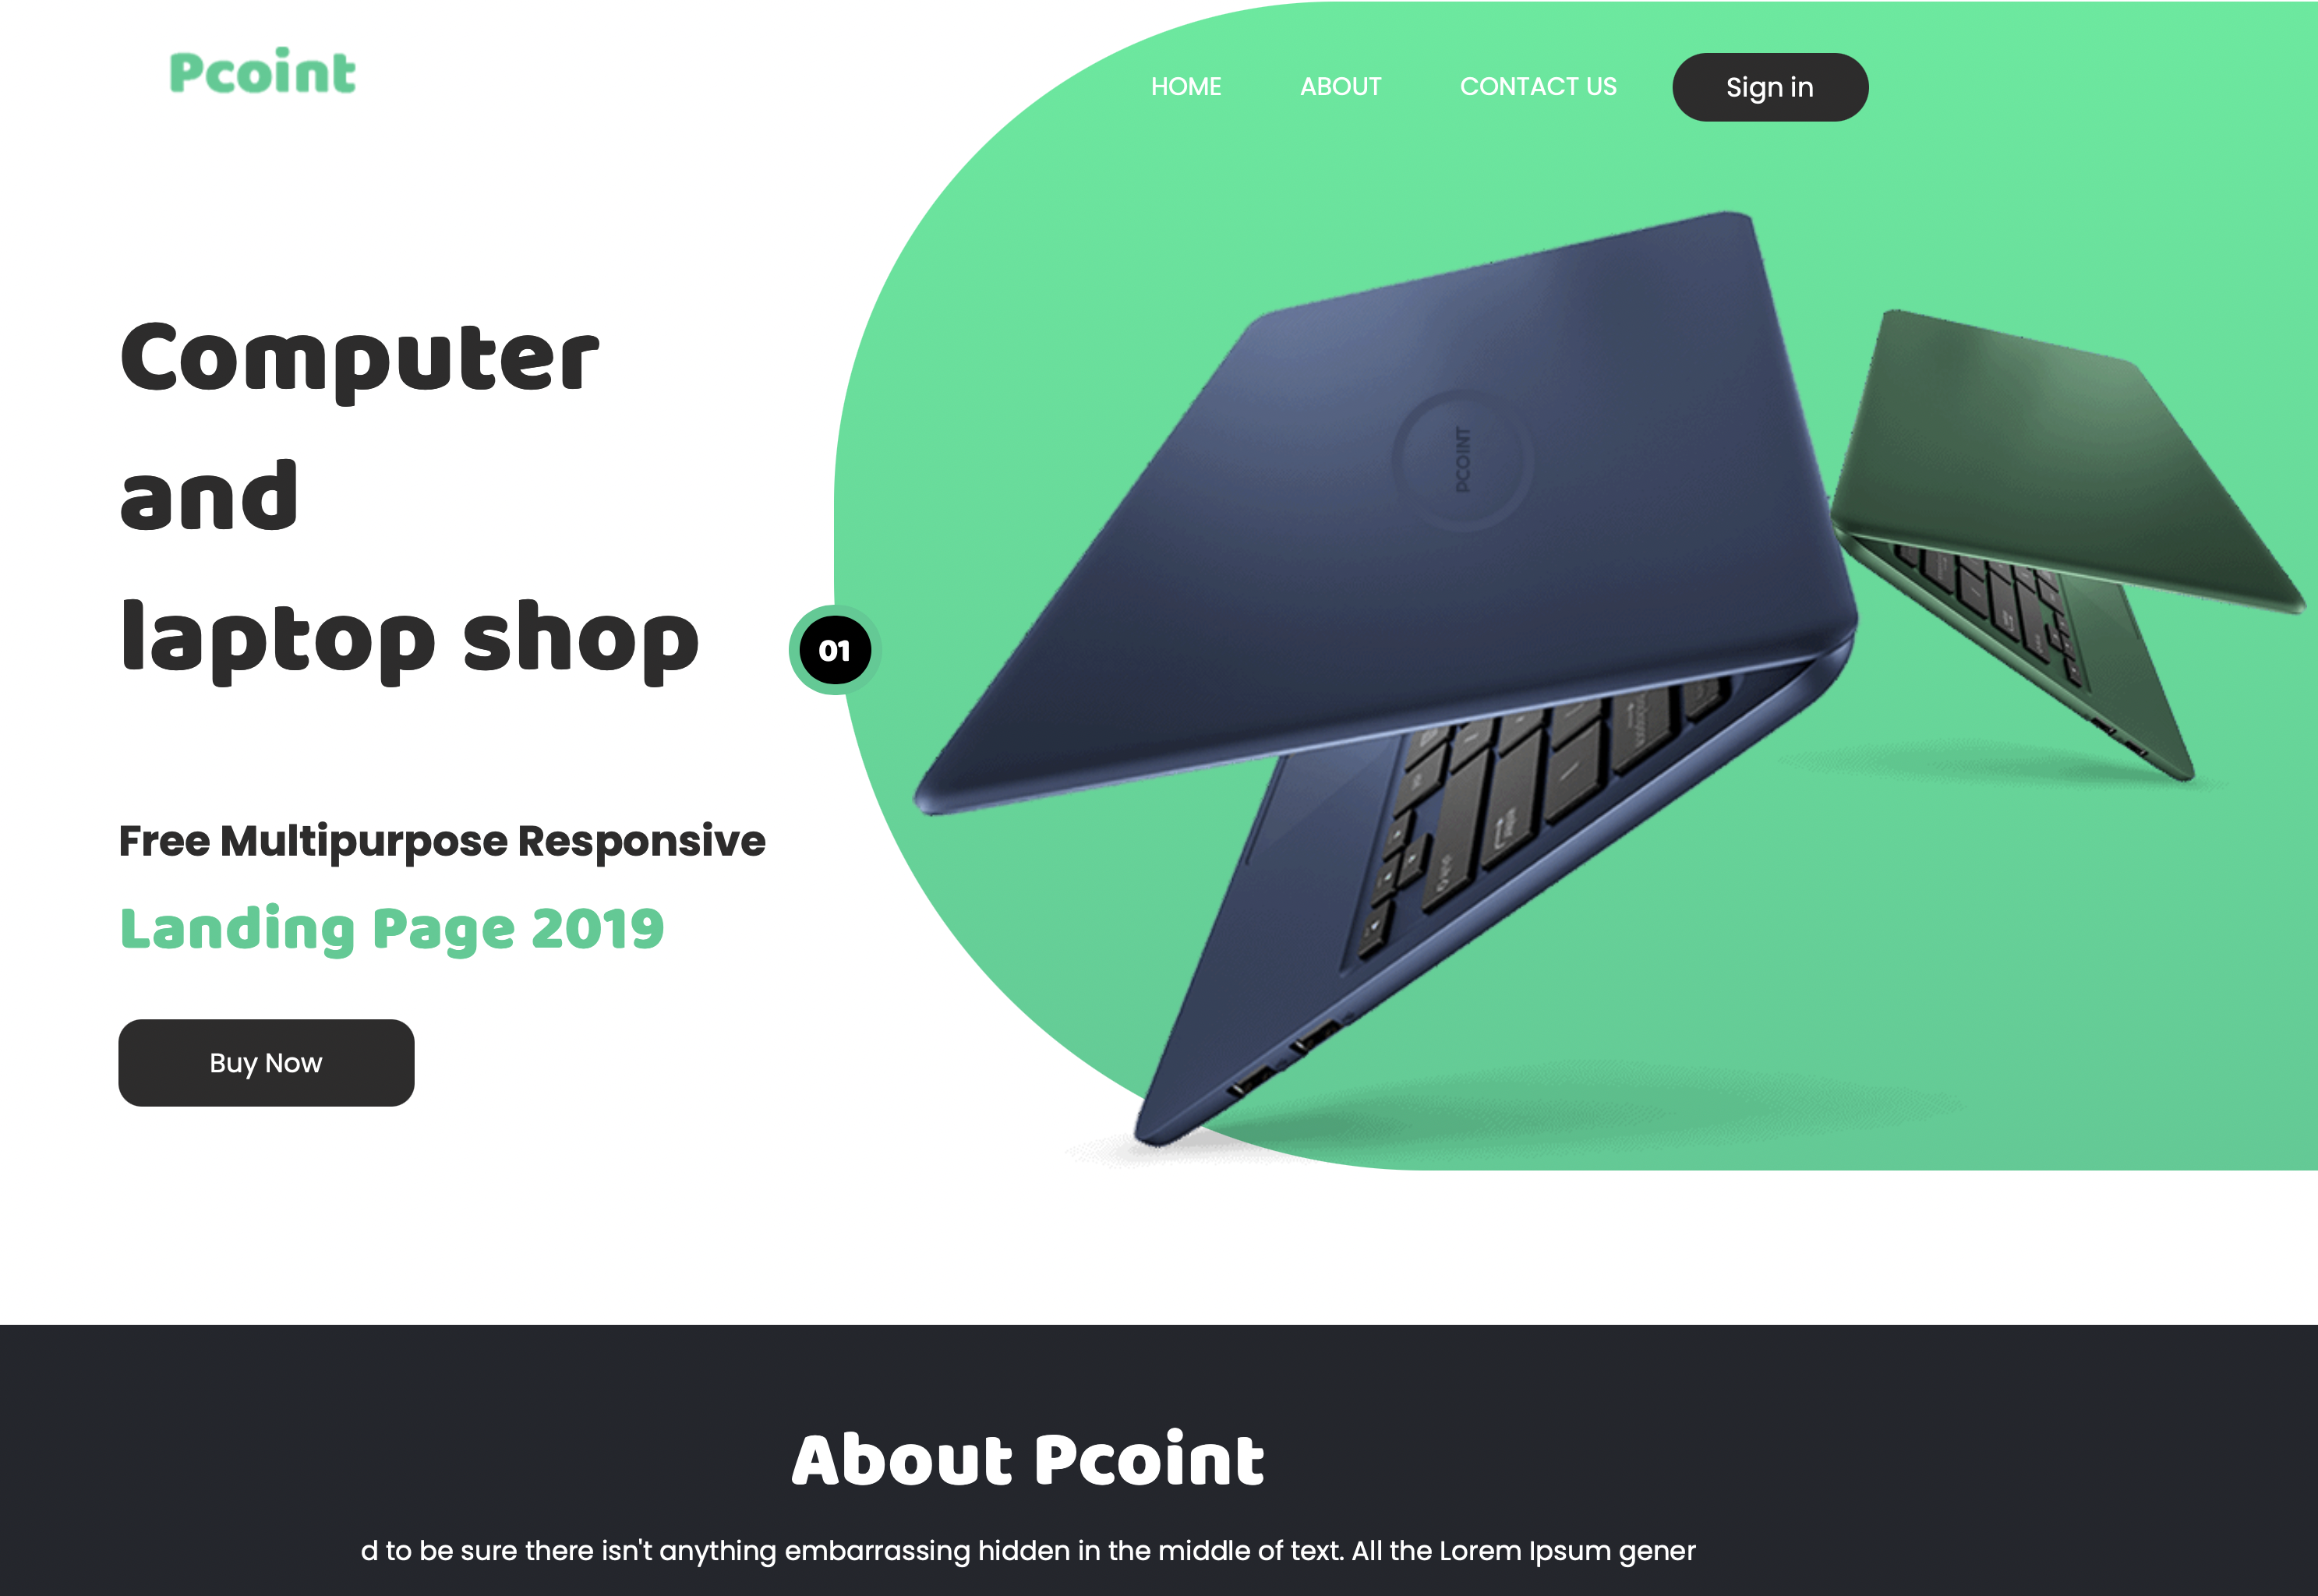 Pcoint
HOME ABOUT CONTACT US Sign in
Computer
and
laptop shop
01
PCOINT
Free Multipurpose Responsive
Landing Page 2019
Buy Now
About Pcoint
d to be sure there isn't anything embarrassing hidden in the middle of text. All the Lorem Ipsum gener